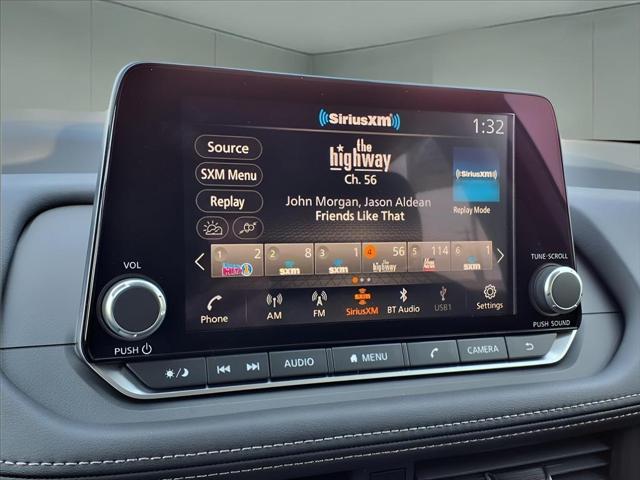 ((SiriusXM))
1:32
Source
SXM Menu
Replay
the
highway
Ch. 56
John Morgan, Jason Aldean
Friends Like That
((SiriusXM))
Replay Mode
1 2
2 8 sxm
3 1 sxm
4 56 the highway
5 114
6 1 sxm
Phone
AM
FM
sxm
SiriusXM
BT Audio
USB1
Settings
VOL
PUSH
TUNE·SCROLL
PUSH SOUND
AUDIO
MENU
CAMERA